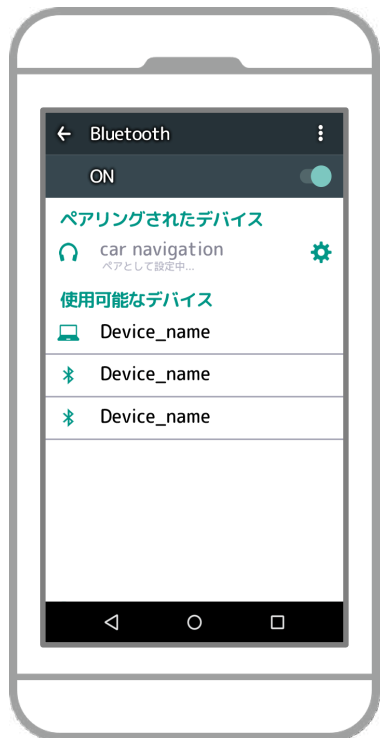 Bluetooth
ON
ペアリングされたデバイス
car navigation
ペアとして設定中...
使用可能なデバイス
Device_name
Device_name
Device_name